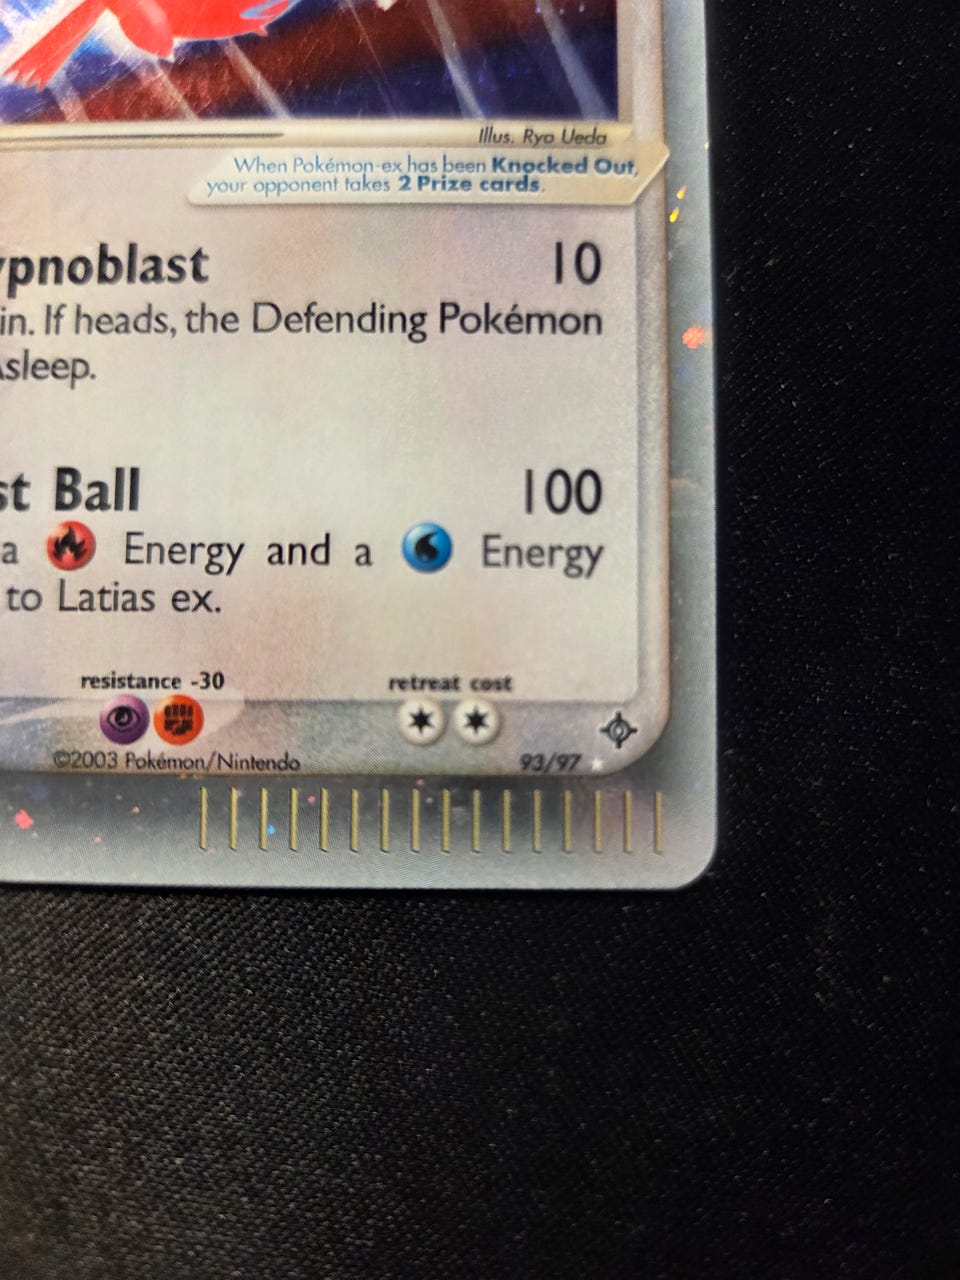 Illus. Ryo Ueda
When Pokémon-ex has been Knocked Out,
your opponent takes 2 Prize cards.
ypnoblast 10
in. If heads, the Defending Pokémon
Asleep.
st Ball 100
a Energy and a Energy
to Latias ex.
resistance -30 retreat cost
©2003 Pokémon/Nintendo 93/97